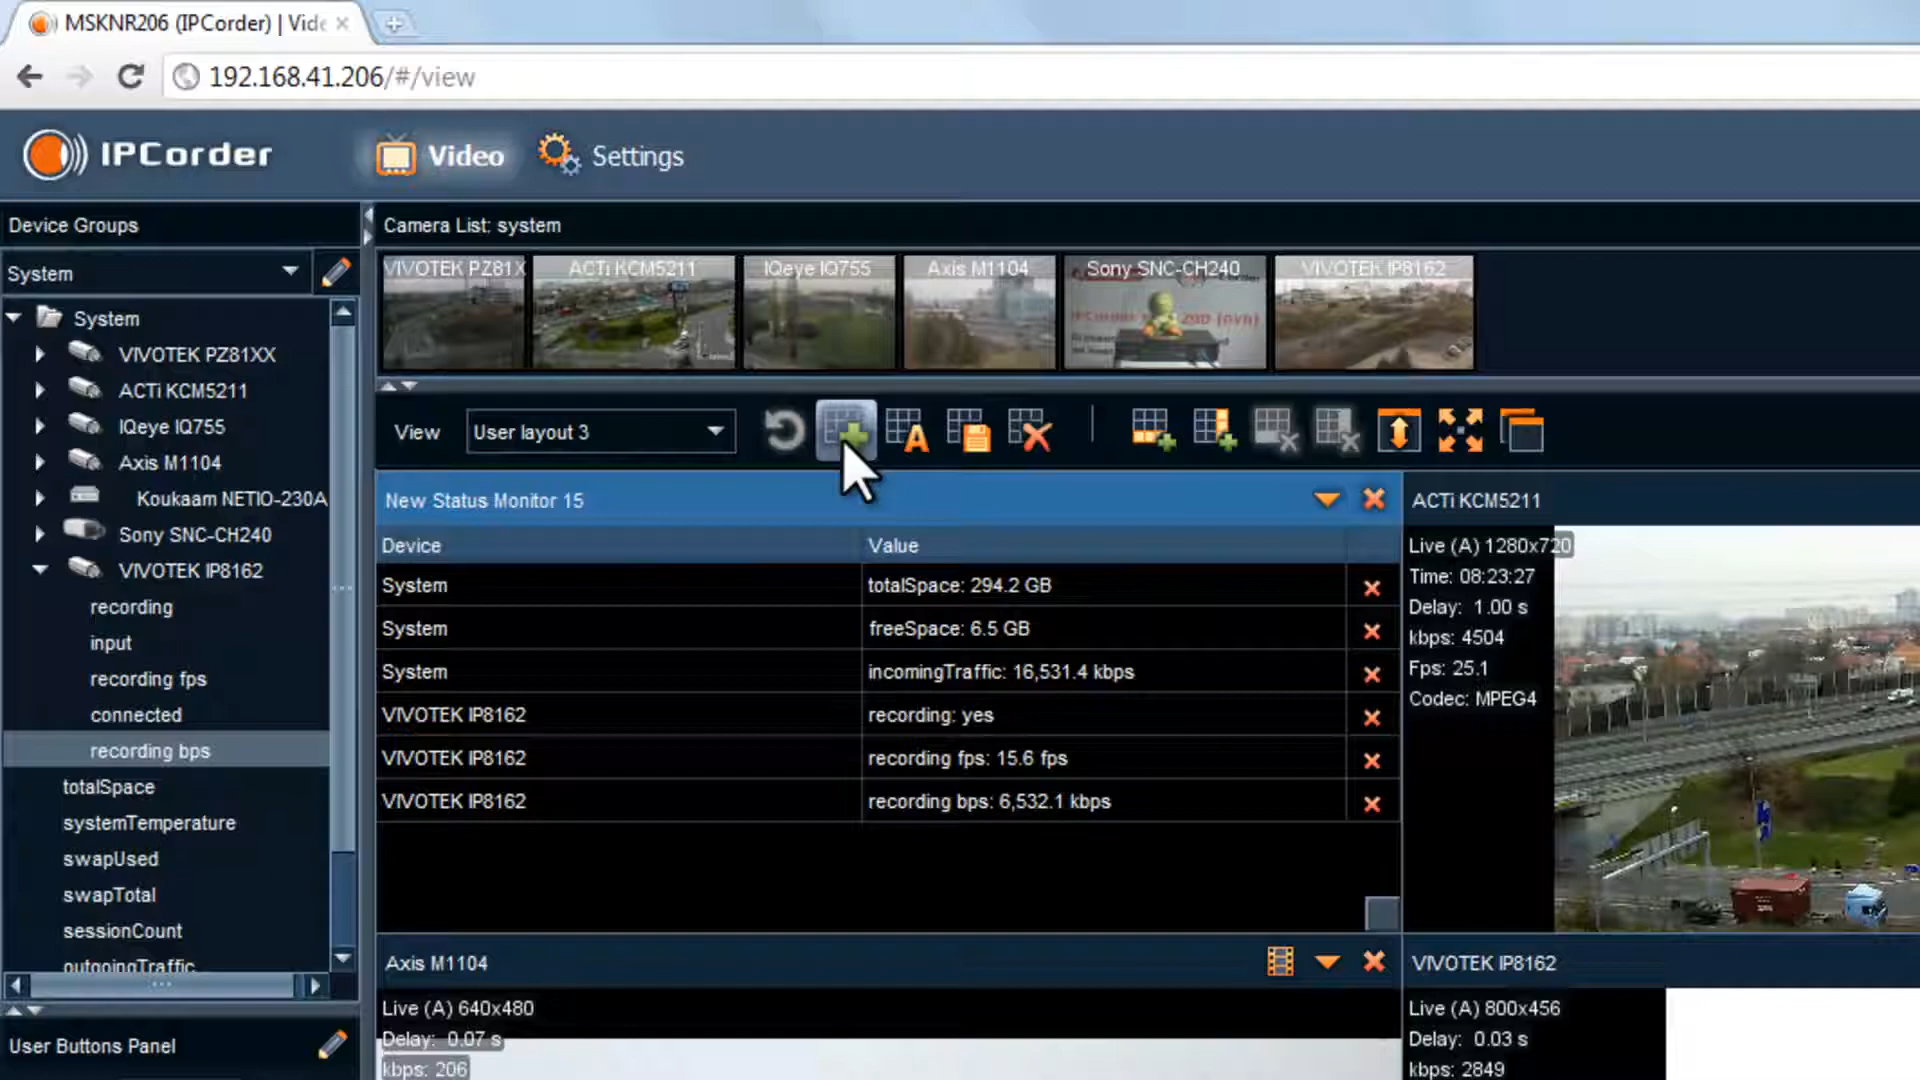 MSKNR206 (IPCorder) | Vide
192.168.41.206/#/view
IPCorder
Video
Settings
Device Groups
Camera List: system
System
VIVOTEK PZ81X
ACTi KCM5211
IQeye IQ755
Axis M1104
Sony SNC-CH240
VIVOTEK IP8162
System
VIVOTEK PZ81XX
ACTi KCM5211
IQeye IQ755
Axis M1104
Koukaam NETIO-230A
Sony SNC-CH240
VIVOTEK IP8162
recording
input
recording fps
connected
recording bps
totalSpace
systemTemperature
swapUsed
swapTotal
sessionCount
outgoingTraffic
User Buttons Panel
View
User layout 3
A
New Status Monitor 15
Device
Value
System
totalSpace: 294.2 GB
System
freeSpace: 6.5 GB
System
incomingTraffic: 16,531.4 kbps
VIVOTEK IP8162
recording: yes
VIVOTEK IP8162
recording fps: 15.6 fps
VIVOTEK IP8162
recording bps: 6,532.1 kbps
ACTi KCM5211
Live (A) 1280x720
Time: 08:23:27
Delay: 1.00 s
kbps: 4504
Fps: 25.1
Codec: MPEG4
Axis M1104
Live (A) 640x480
Delay: 0.07 s
kbps: 206
VIVOTEK IP8162
Live (A) 800x456
Delay: 0.03 s
kbps: 2849